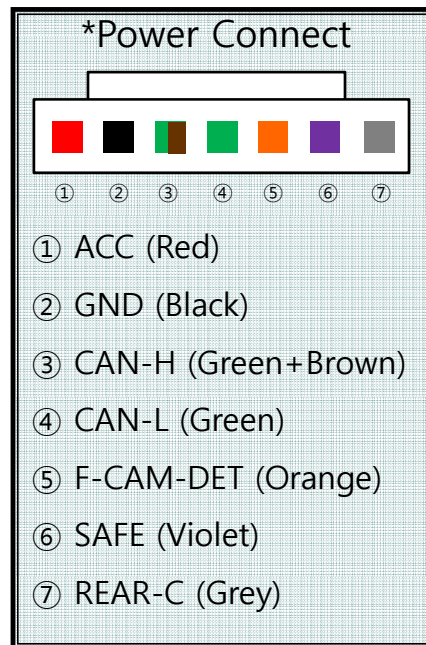 *Power Connect
① ② ③ ④ ⑤ ⑥ ⑦
① ACC (Red)
② GND (Black)
③ CAN-H (Green+Brown)
④ CAN-L (Green)
⑤ F-CAM-DET (Orange)
⑥ SAFE (Violet)
⑦ REAR-C (Grey)